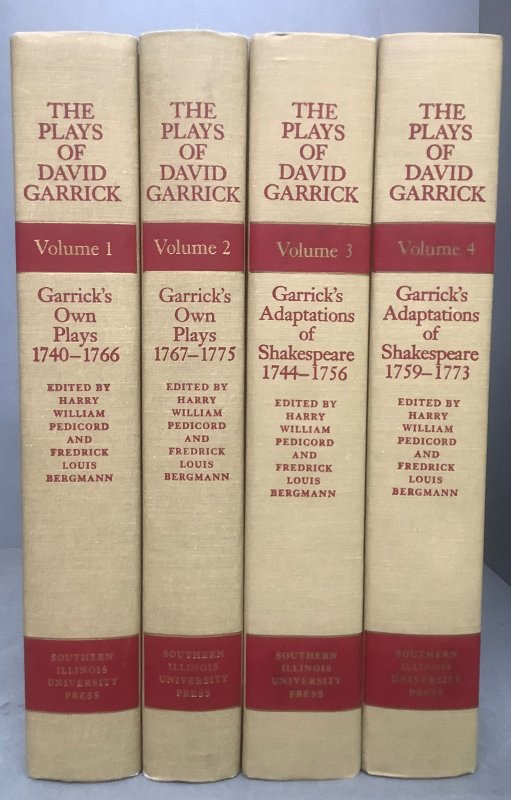 THE
PLAYS
OF
DAVID
GARRICK
Volume 1
Garrick's
Own
Plays
1740–1766
EDITED BY
HARRY
WILLIAM
PEDICORD
AND
FREDRICK
LOUIS
BERGMANN
SOUTHERN
ILLINOIS
UNIVERSITY
PRESS
THE
PLAYS
OF
DAVID
GARRICK
Volume 2
Garrick's
Own
Plays
1767–1775
EDITED BY
HARRY
WILLIAM
PEDICORD
AND
FREDRICK
LOUIS
BERGMANN
SOUTHERN
ILLINOIS
UNIVERSITY
PRESS
THE
PLAYS
OF
DAVID
GARRICK
Volume 3
Garrick's
Adaptations
of
Shakespeare
1744–1756
EDITED BY
HARRY
WILLIAM
PEDICORD
AND
FREDRICK
LOUIS
BERGMANN
SOUTHERN
ILLINOIS
UNIVERSITY
PRESS
THE
PLAYS
OF
DAVID
GARRICK
Volume 4
Garrick's
Adaptations
of
Shakespeare
1759–1773
EDITED BY
HARRY
WILLIAM
PEDICORD
AND
FREDRICK
LOUIS
BERGMANN
SOUTHERN
ILLINOIS
UNIVERSITY
PRESS